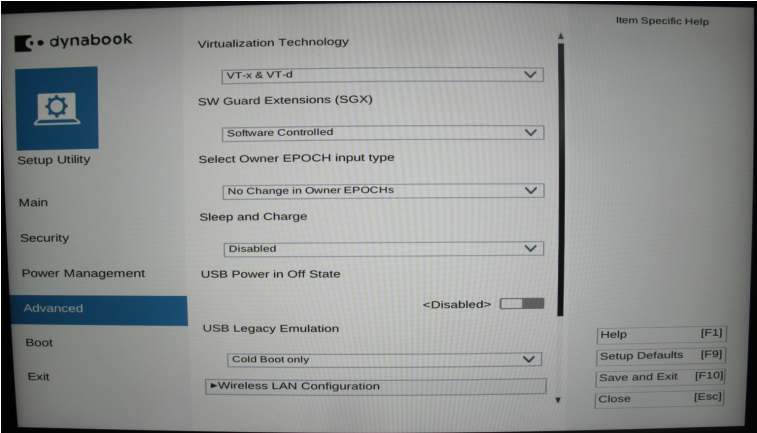 Item Specific Help
dynabook
Setup Utility
Main
Security
Power Management
Advanced
Boot
Exit
Virtualization Technology
VT-x & VT-d
SW Guard Extensions (SGX)
Software Controlled
Select Owner EPOCH input type
No Change in Owner EPOCHs
Sleep and Charge
Disabled
USB Power in Off State
<Disabled>
USB Legacy Emulation
Cold Boot only
►Wireless LAN Configuration
Help [F1]
Setup Defaults [F9]
Save and Exit [F10]
Close [Esc]